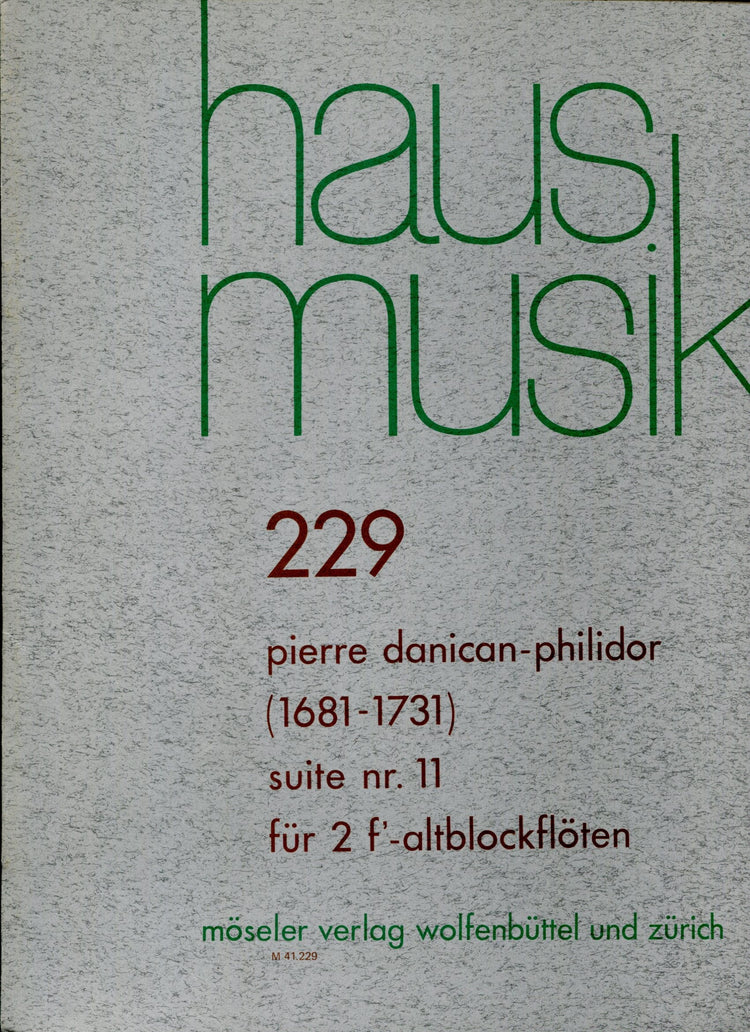 haus
musik
229
pierre danican-philidor
(1681-1731)
suite nr. 11
für 2 f'-altblockflöten
möseler verlag wolfenbüttel und zürich
M 41.229